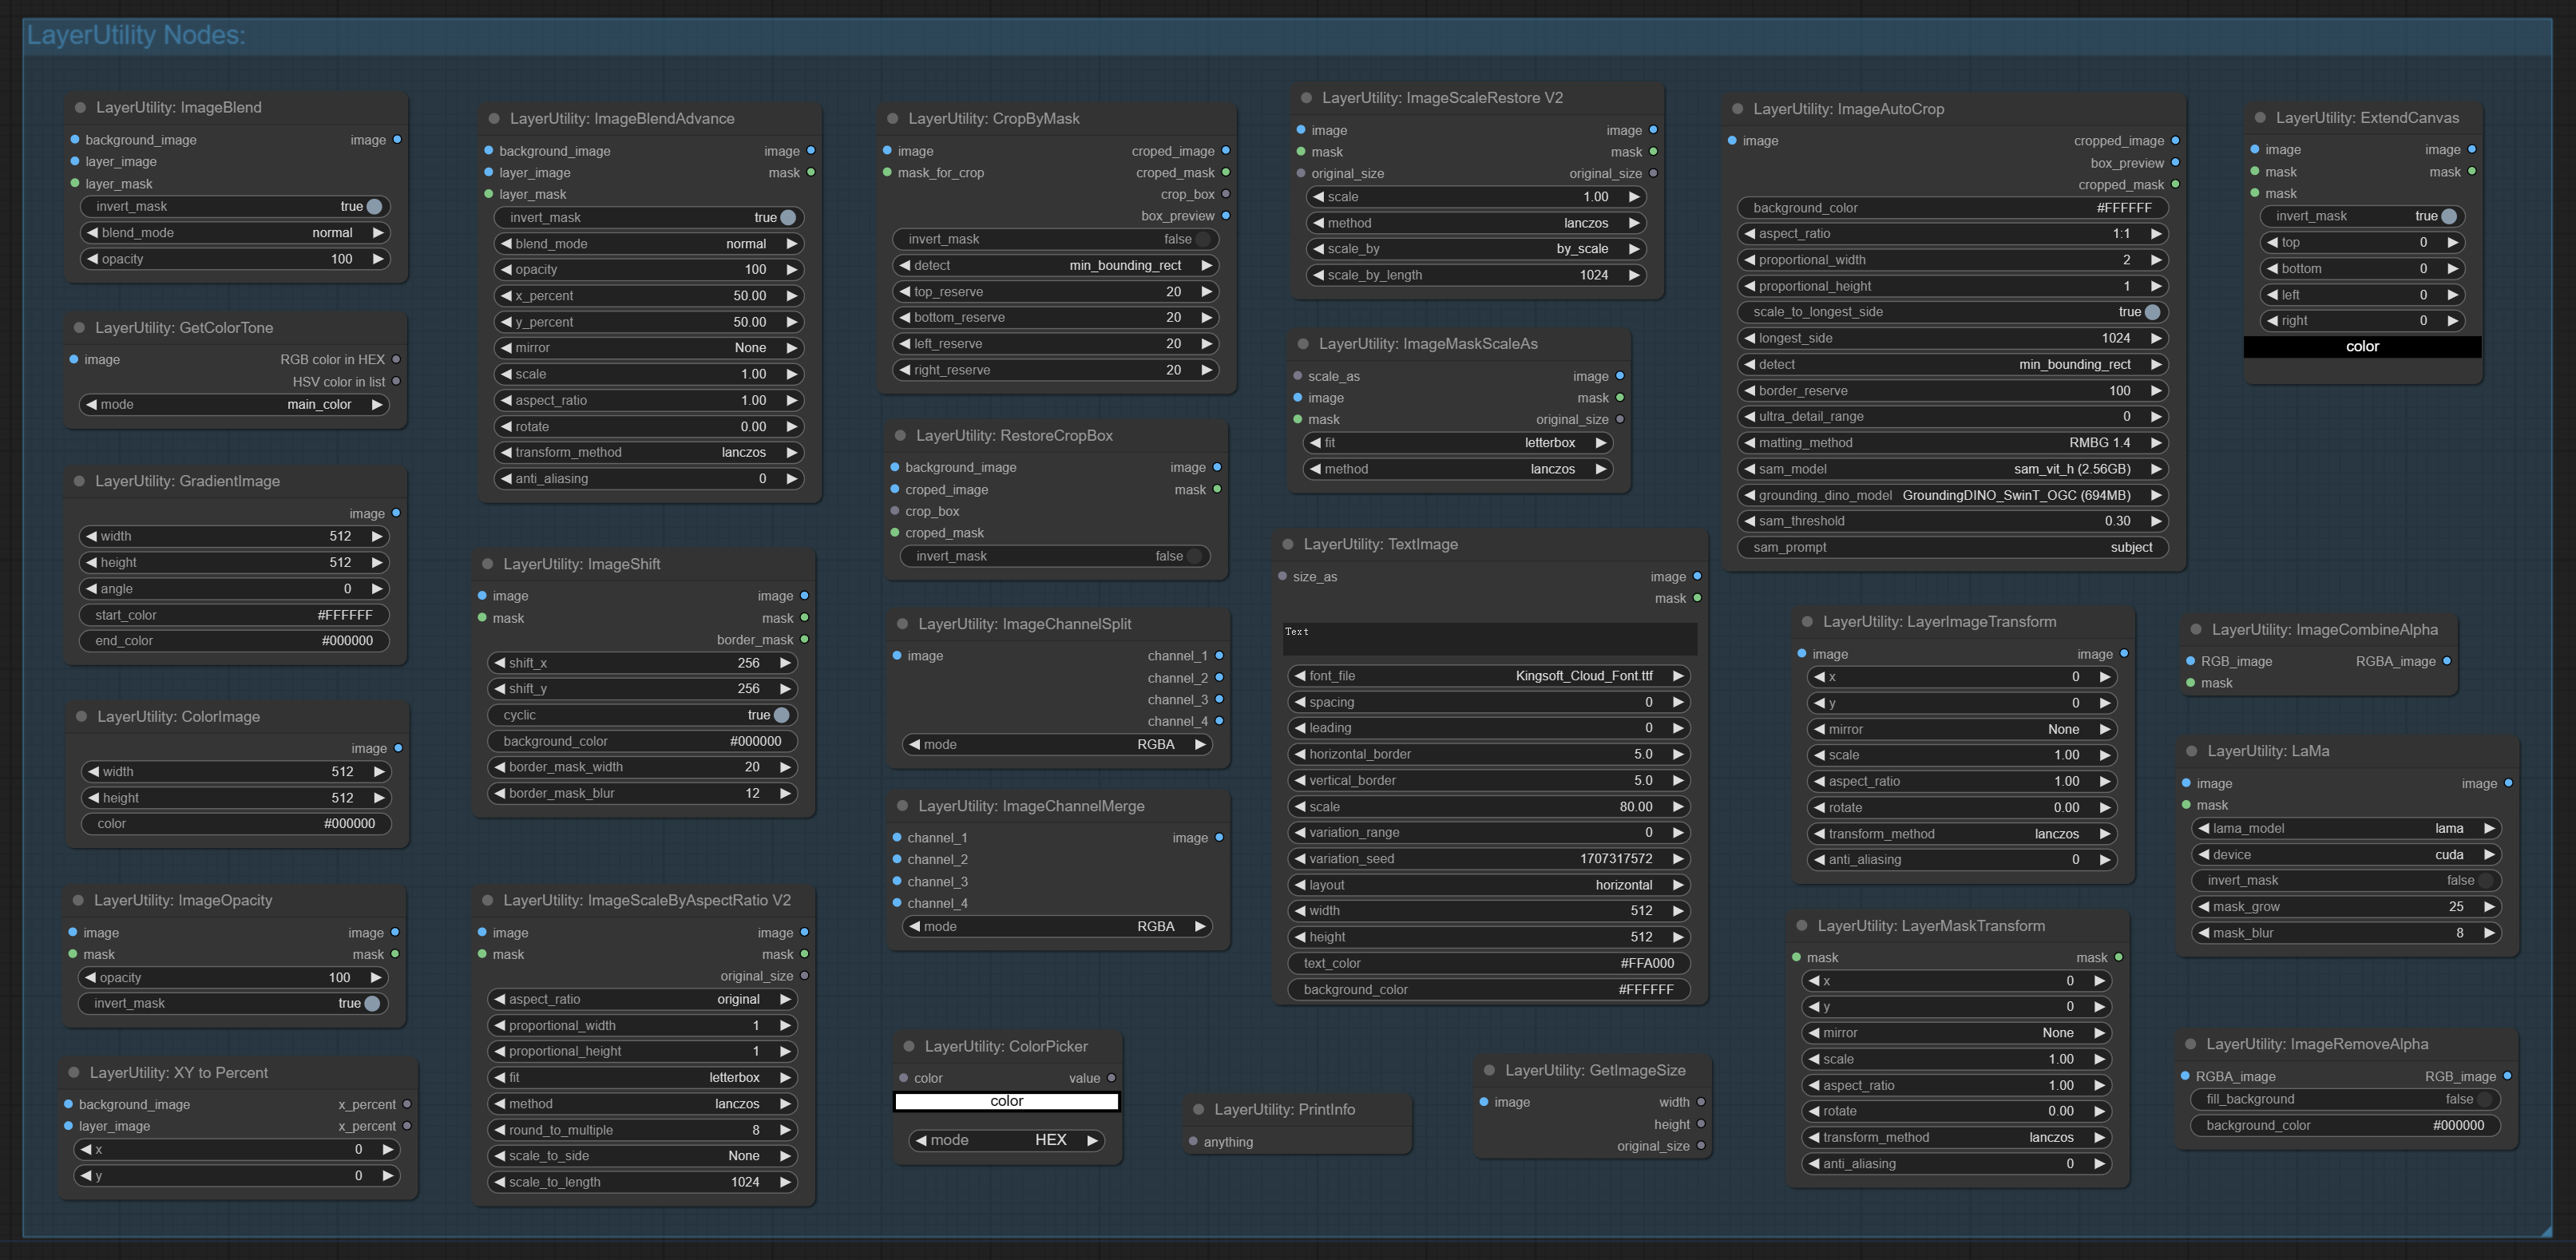 LayerUtility Nodes:
LayerUtility: ImageBlend
background_image image
layer_image
layer_mask
invert_mask true
blend_mode normal
opacity 100
LayerUtility: GetColorTone
image RGB color in HEX
HSV color in list
mode main_color
LayerUtility: GradientImage
image
width 512
height 512
angle 0
start_color #FFFFFF
end_color #000000
LayerUtility: ColorImage
image
width 512
height 512
color #000000
LayerUtility: ImageOpacity
image image
mask mask
opacity 100
invert_mask true
LayerUtility: XY to Percent
background_image x_percent
layer_image x_percent
x 0
y 0
LayerUtility: ImageBlendAdvance
background_image image
layer_image mask
layer_mask
invert_mask true
blend_mode normal
opacity 100
x_percent 50.00
y_percent 50.00
mirror None
scale 1.00
aspect_ratio 1.00
rotate 0.00
transform_method lanczos
anti_aliasing 0
LayerUtility: ImageShift
image image
mask mask
border_mask
shift_x 256
shift_y 256
cyclic true
background_color #000000
border_mask_width 20
border_mask_blur 12
LayerUtility: ImageScaleByAspectRatio V2
image image
mask mask
original_size
aspect_ratio original
proportional_width 1
proportional_height 1
fit letterbox
method lanczos
round_to_multiple 8
scale_to_side None
scale_to_length 1024
LayerUtility: CropByMask
image croped_image
mask_for_crop croped_mask
crop_box
box_preview
invert_mask false
detect min_bounding_rect
top_reserve 20
bottom_reserve 20
left_reserve 20
right_reserve 20
LayerUtility: RestoreCropBox
background_image image
croped_image mask
crop_box
croped_mask
invert_mask false
LayerUtility: ImageChannelSplit
image channel_1
channel_2
channel_3
channel_4
mode RGBA
LayerUtility: ImageChannelMerge
channel_1 image
channel_2
channel_3
channel_4
mode RGBA
LayerUtility: ColorPicker
color value
color
mode HEX
LayerUtility: PrintInfo
anything
LayerUtility: ImageScaleRestore V2
image image
mask mask
original_size original_size
scale 1.00
method lanczos
scale_by by_scale
scale_by_length 1024
LayerUtility: ImageMaskScaleAs
scale_as image
image mask
mask original_size
fit letterbox
method lanczos
LayerUtility: TextImage
size_as image
mask
Text
font_file Kingsoft_Cloud_Font.ttf
spacing 0
leading 0
horizontal_border 5.0
vertical_border 5.0
scale 80.00
variation_range 0
variation_seed 1707317572
layout horizontal
width 512
height 512
text_color #FFA000
background_color #FFFFFF
LayerUtility: GetImageSize
image width
height
original_size
LayerUtility: ImageAutoCrop
image cropped_image
box_preview
cropped_mask
background_color #FFFFFF
aspect_ratio 1:1
proportional_width 2
proportional_height 1
scale_to_longest_side true
longest_side 1024
detect min_bounding_rect
border_reserve 100
ultra_detail_range 0
matting_method RMBG 1.4
sam_model sam_vit_h (2.56GB)
grounding_dino_model GroundingDINO_SwinT_OGC (694MB)
sam_threshold 0.30
sam_prompt subject
LayerUtility: LayerImageTransform
image image
x 0
y 0
mirror None
scale 1.00
aspect_ratio 1.00
rotate 0.00
transform_method lanczos
anti_aliasing 0
LayerUtility: LayerMaskTransform
mask mask
x 0
y 0
mirror None
scale 1.00
aspect_ratio 1.00
rotate 0.00
transform_method lanczos
anti_aliasing 0
LayerUtility: ExtendCanvas
image image
mask mask
mask
invert_mask true
top 0
bottom 0
left 0
right 0
color
LayerUtility: ImageCombineAlpha
RGB_image RGBA_image
mask
LayerUtility: LaMa
image image
mask
lama_model lama
device cuda
invert_mask false
mask_grow 25
mask_blur 8
LayerUtility: ImageRemoveAlpha
RGBA_image RGB_image
fill_background false
background_color #000000